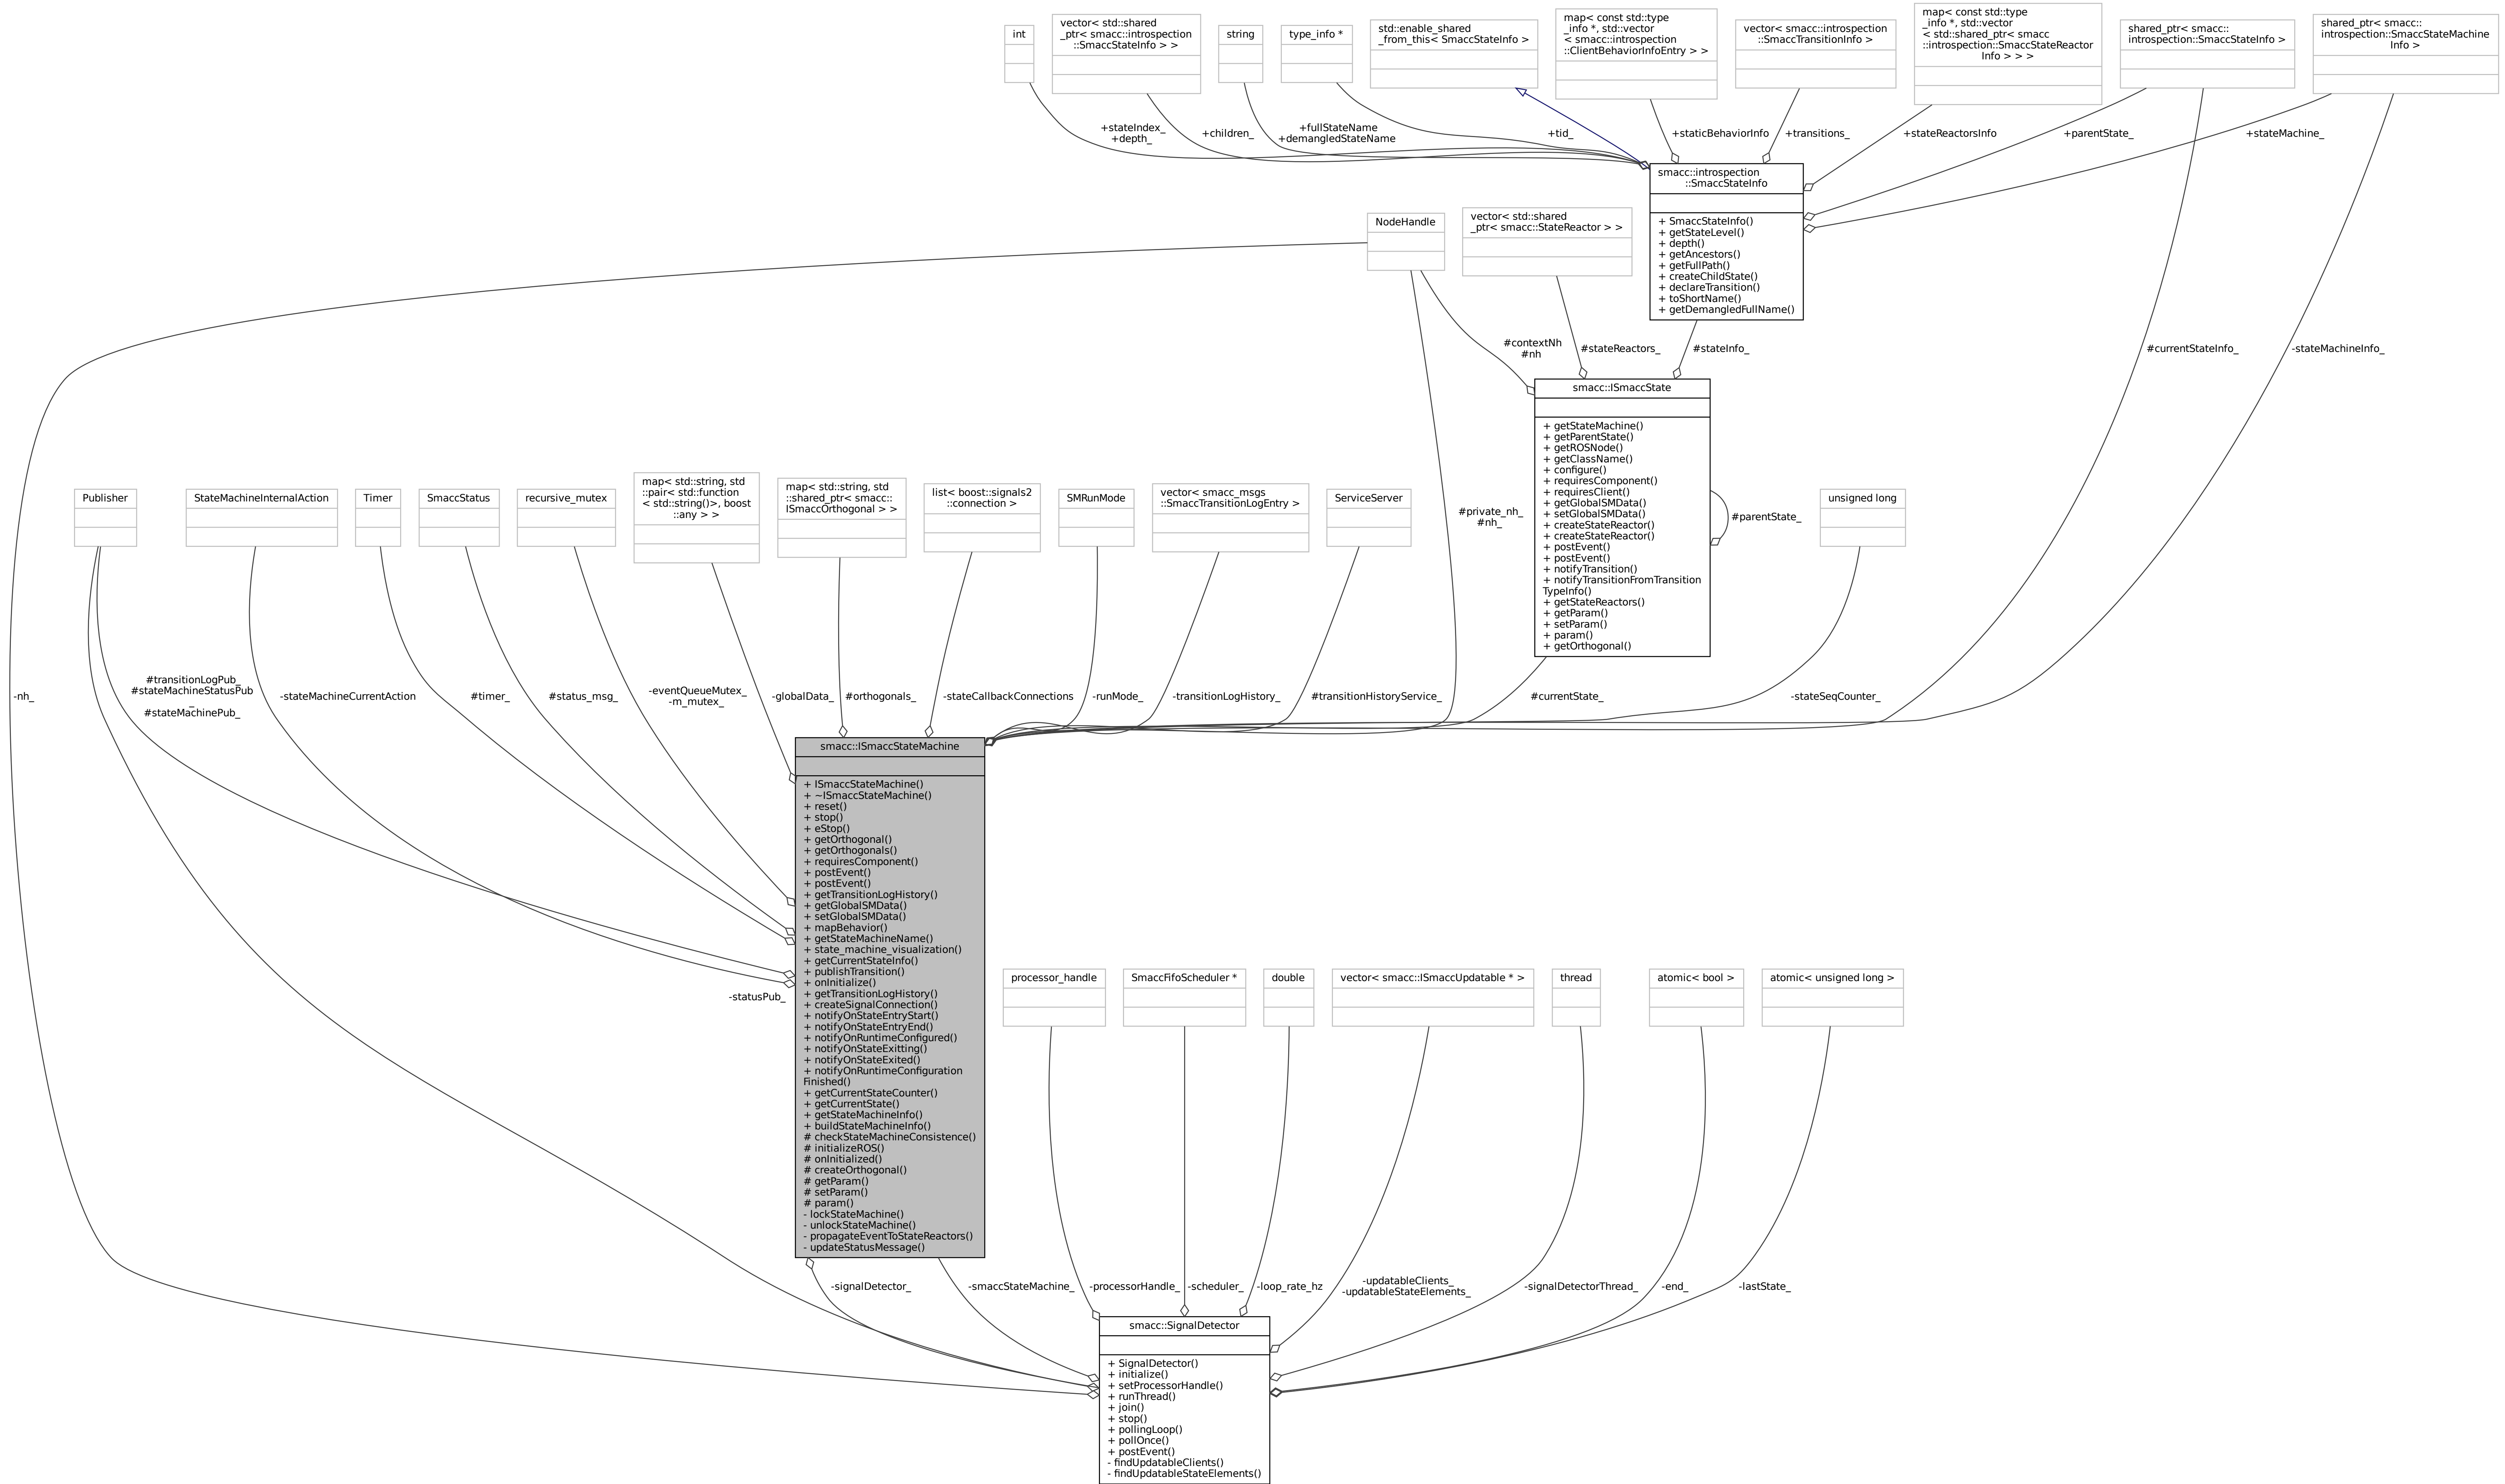 int
vector< std::shared
_ptr< smacc::introspection
::SmaccStateInfo > >
string
type_info *
std::enable_shared
_from_this< SmaccStateInfo >
map< const std::type
_info *, std::vector
< smacc::introspection
::ClientBehaviorInfoEntry > >
vector< smacc::introspection
::SmaccTransitionInfo >
map< const std::type
_info *, std::vector
< std::shared_ptr< smacc
::introspection::SmaccStateReactor
Info > > >
shared_ptr< smacc::
introspection::SmaccStateInfo >
shared_ptr< smacc::
introspection::SmaccStateMachine
Info >
+stateIndex_
+depth_
+children_
+fullStateName
+demangledStateName
+tid_
+staticBehaviorInfo
+transitions_
+stateReactorsInfo
+parentState_
+stateMachine_
smacc::introspection
::SmaccStateInfo
+ SmaccStateInfo()
+ getStateLevel()
+ depth()
+ getAncestors()
+ getFullPath()
+ createChildState()
+ declareTransition()
+ toShortName()
+ getDemangledFullName()
NodeHandle
vector< std::shared
_ptr< smacc::StateReactor > >
#contextNh
#nh
#stateReactors_
#stateInfo_
#currentStateInfo_
-stateMachineInfo_
smacc::ISmaccState
+ getStateMachine()
+ getParentState()
+ getROSNode()
+ getClassName()
+ configure()
+ requiresComponent()
+ requiresClient()
+ getGlobalSMData()
+ setGlobalSMData()
+ createStateReactor()
+ createStateReactor()
+ postEvent()
+ postEvent()
+ notifyTransition()
+ notifyTransitionFromTransition
TypeInfo()
+ getStateReactors()
+ getParam()
+ setParam()
+ param()
+ getOrthogonal()
#parentState_
Publisher
StateMachineInternalAction
Timer
SmaccStatus
recursive_mutex
map< std::string, std
::pair< std::function
< std::string()>, boost
::any > >
map< std::string, std
::shared_ptr< smacc::
ISmaccOrthogonal > >
list< boost::signals2
::connection >
SMRunMode
vector< smacc_msgs
::SmaccTransitionLogEntry >
ServiceServer
#private_nh_
#nh_
unsigned long
-nh_
#transitionLogPub_
#stateMachineStatusPub
_
#stateMachinePub_
-stateMachineCurrentAction
#timer_
#status_msg_
-eventQueueMutex_
-m_mutex_
-globalData_
#orthogonals_
-stateCallbackConnections
-runMode_
-transitionLogHistory_
#transitionHistoryService_
#currentState_
-stateSeqCounter_
smacc::ISmaccStateMachine
+ ISmaccStateMachine()
+ ~ISmaccStateMachine()
+ reset()
+ stop()
+ eStop()
+ getOrthogonal()
+ getOrthogonals()
+ requiresComponent()
+ postEvent()
+ postEvent()
+ getTransitionLogHistory()
+ getGlobalSMData()
+ setGlobalSMData()
+ mapBehavior()
+ getStateMachineName()
+ state_machine_visualization()
+ getCurrentStateInfo()
+ publishTransition()
+ onInitialize()
+ getTransitionLogHistory()
+ createSignalConnection()
+ notifyOnStateEntryStart()
+ notifyOnStateEntryEnd()
+ notifyOnRuntimeConfigured()
+ notifyOnStateExitting()
+ notifyOnStateExited()
+ notifyOnRuntimeConfiguration
Finished()
+ getCurrentStateCounter()
+ getCurrentState()
+ getStateMachineInfo()
+ buildStateMachineInfo()
# checkStateMachineConsistence()
# initializeROS()
# onInitialized()
# createOrthogonal()
# getParam()
# setParam()
# param()
- lockStateMachine()
- unlockStateMachine()
- propagateEventToStateReactors()
- updateStatusMessage()
-statusPub_
processor_handle
SmaccFifoScheduler *
double
vector< smacc::ISmaccUpdatable * >
thread
atomic< bool >
atomic< unsigned long >
-signalDetector_
-smaccStateMachine_
-processorHandle_
-scheduler_
-loop_rate_hz
-updatableClients_
-updatableStateElements_
-signalDetectorThread_
-end_
-lastState_
smacc::SignalDetector
+ SignalDetector()
+ initialize()
+ setProcessorHandle()
+ runThread()
+ join()
+ stop()
+ pollingLoop()
+ pollOnce()
+ postEvent()
- findUpdatableClients()
- findUpdatableStateElements()